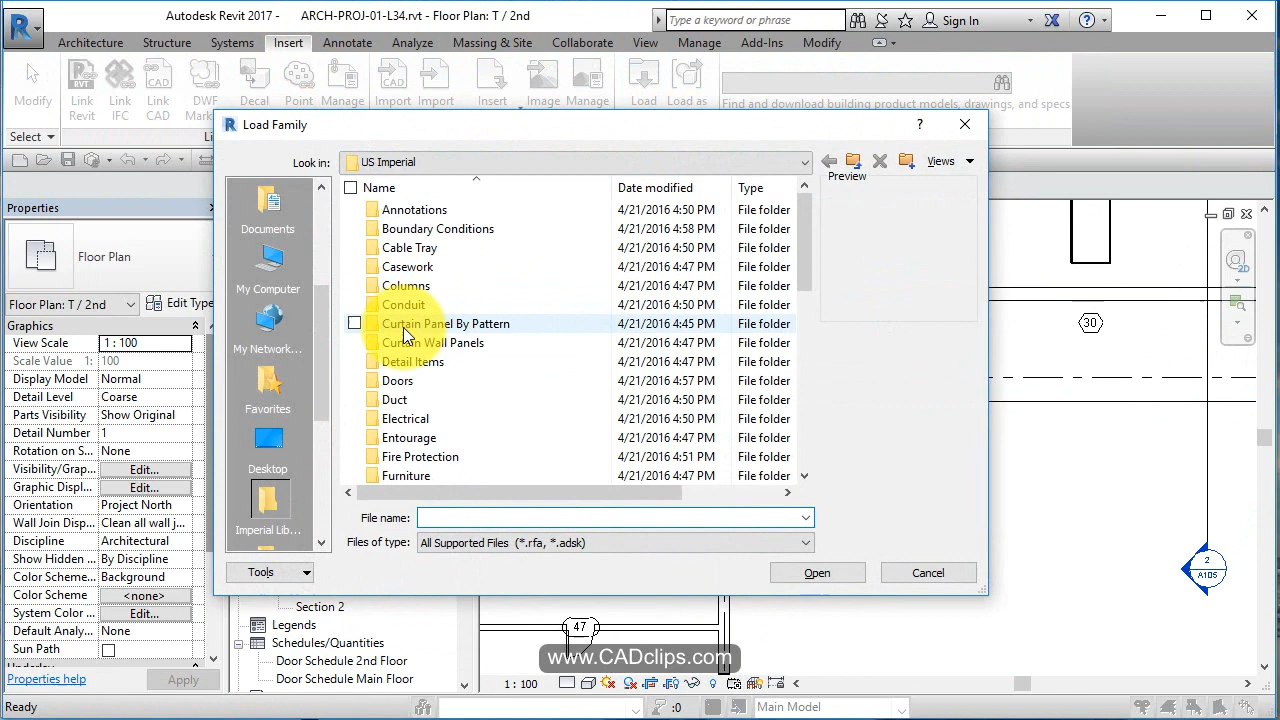 Autodesk Revit 2017 - ARCH-PROJ-01-L34.rvt - Floor Plan: T / 2nd
Type a keyword or phrase
Sign In
Architecture Structure Systems Insert Annotate Analyze Massing & Site Collaborate View Manage Add-Ins Modify
Modify Link Revit Link IFC Link CAD DWF Decal Point Manage Import Import Insert Image Manage Load Load as
Find and download building product models, drawings, and specs
Select
Load Family
Look in: US Imperial Views
Preview
Name Date modified Type
Annotations 4/21/2016 4:50 PM File folder
Boundary Conditions 4/21/2016 4:58 PM File folder
Cable Tray 4/21/2016 4:50 PM File folder
Casework 4/21/2016 4:47 PM File folder
Columns 4/21/2016 4:47 PM File folder
Conduit 4/21/2016 4:50 PM File folder
Curtain Panel By Pattern 4/21/2016 4:45 PM File folder
Curtain Wall Panels 4/21/2016 4:47 PM File folder
Detail Items 4/21/2016 4:47 PM File folder
Doors 4/21/2016 4:57 PM File folder
Duct 4/21/2016 4:50 PM File folder
Electrical 4/21/2016 4:50 PM File folder
Entourage 4/21/2016 4:47 PM File folder
Fire Protection 4/21/2016 4:51 PM File folder
Furniture 4/21/2016 4:47 PM File folder
Documents
My Computer
My Network...
Favorites
Desktop
Imperial Lib...
File name:
Files of type: All Supported Files (*.rfa, *.adsk)
Tools Open Cancel
Properties
Floor Plan
Floor Plan: T / 2nd Edit Type
Graphics
View Scale 1 : 100
Scale Value 1: 100
Display Model Normal
Detail Level Coarse
Parts Visibility Show Original
Detail Number 1
Rotation on S... None
Visibility/Grap... Edit...
Graphic Displ... Edit...
Orientation Project North
Wall Join Disp... Clean all wall j...
Discipline Architectural
Show Hidden ... By Discipline
Color Scheme... Background
Color Scheme <none>
System Color ... Edit...
Default Analy... None
Sun Path
Underlay
Properties help Apply
Section 2
Legends
Schedules/Quantities
Door Schedule 2nd Floor
Door Schedule Main Floor
2D
30
2
A105
47
www.CADclips.com
1 : 100
Ready :0 Main Model